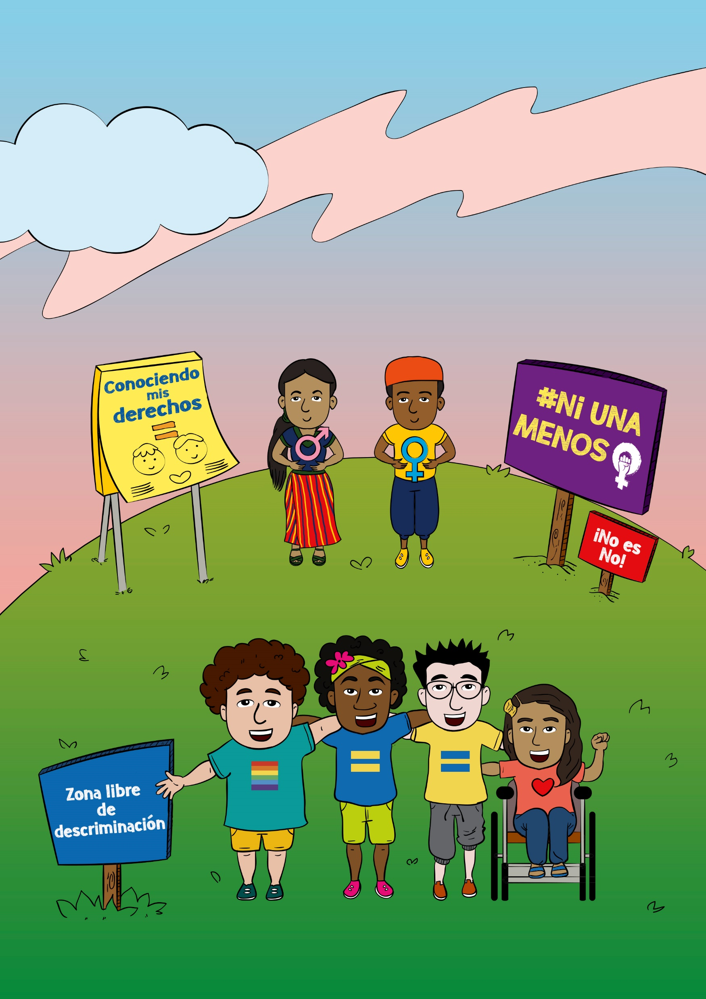 Conociendo
mis
derechos
#Ni UNA
MENOS
¡No es
No!
Zona libre
de
descriminación